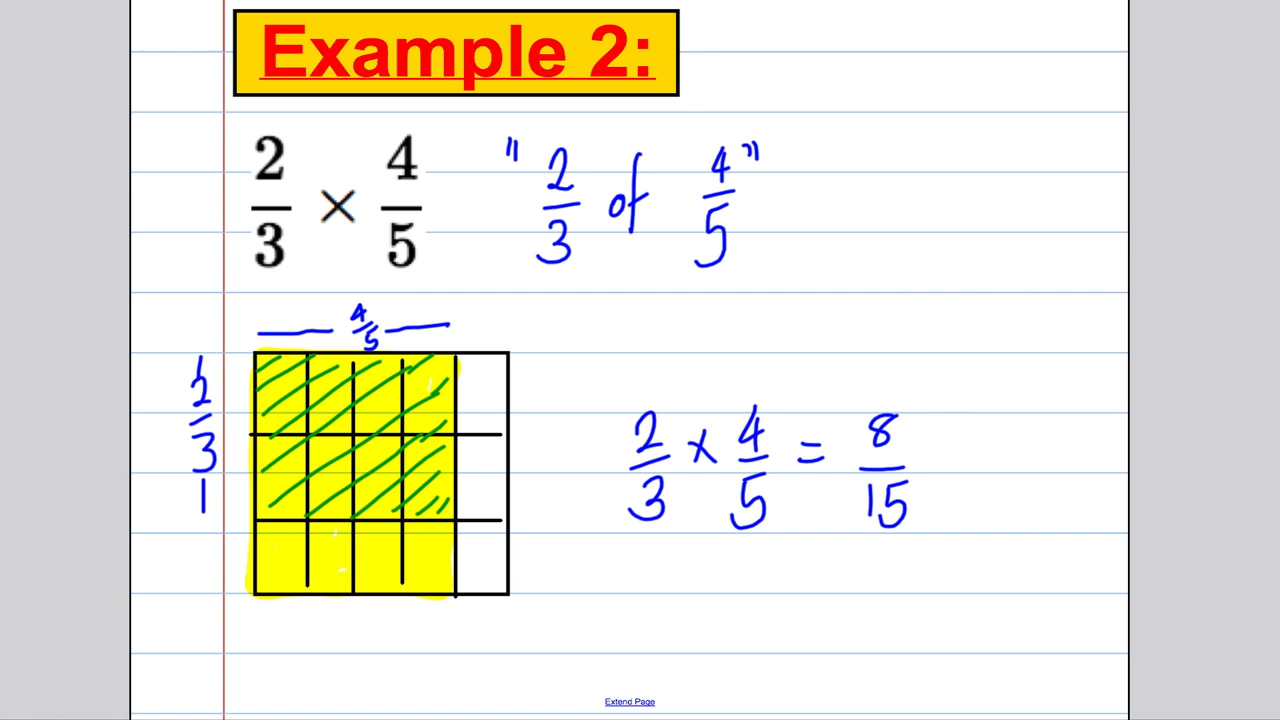 Example 2:
2/3 × 4/5 " 2/3 of 4/5 "
4/5
2/3
2/3 × 4/5 = 8/15
Extend Page